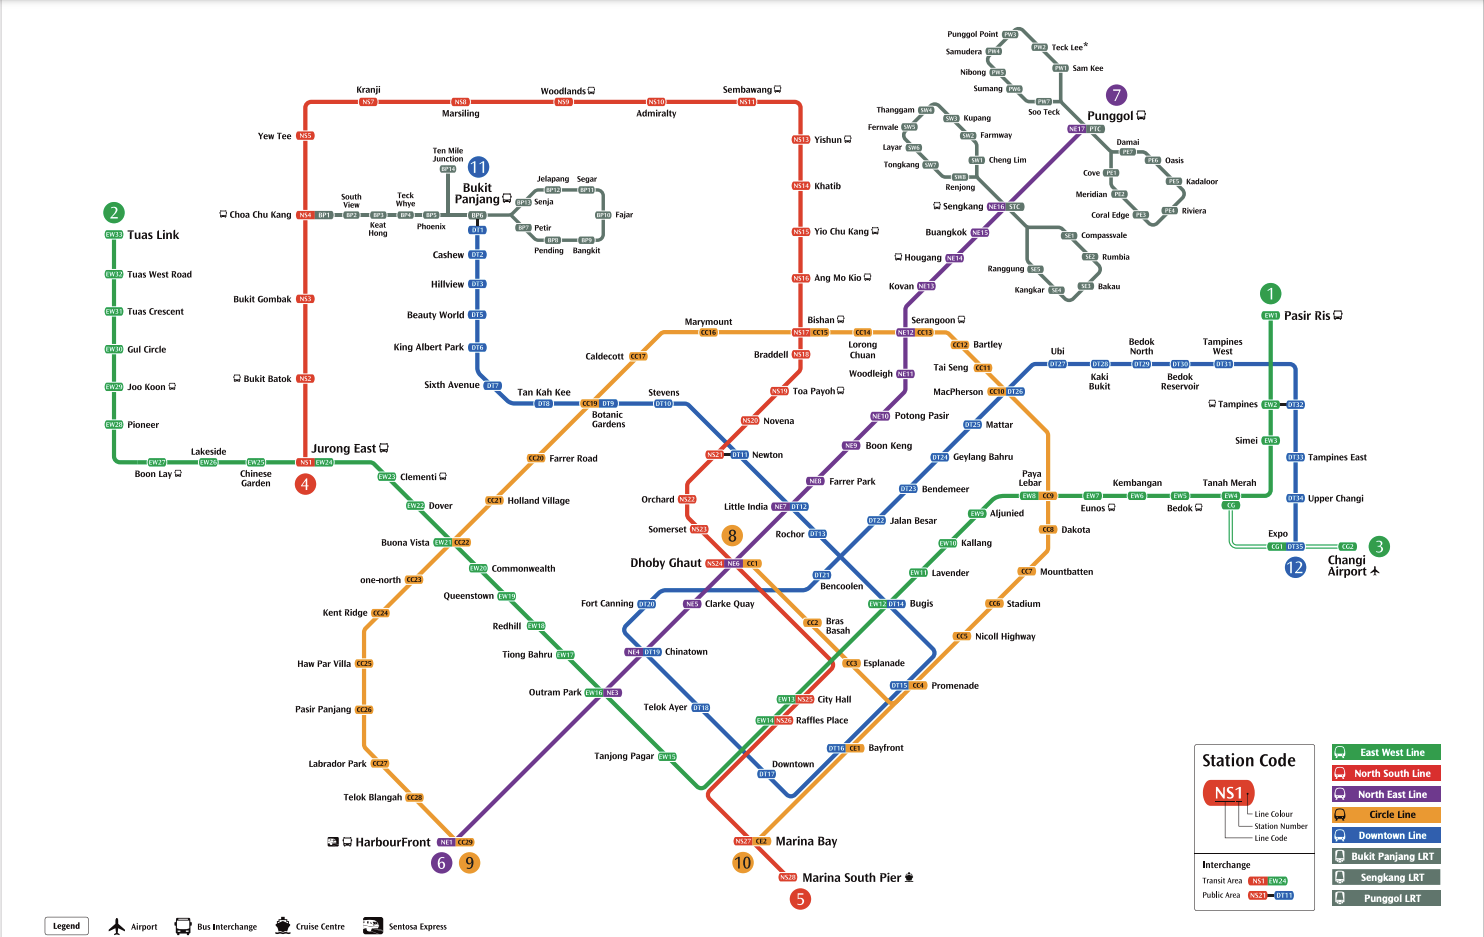 Punggol Point
PW3
PW2
Teck Lee*
Samudera
PW4
PW1
Sam Kee
Nibong
PW5
Sumang
PW6
PW7
Soo Teck
7
Punggol
NE17
PTC
Kranji
NS7
NS8
Marsiling
Woodlands
NS9
NS10
Admiralty
Sembawang
NS11
Thanggam
SW4
SW3
Kupang
Fernvale
SW5
SW2
Farmway
Layar
SW6
SW1
Cheng Lim
Tongkang
SW7
SW8
Renjong
Damai
PE7
PE6
Oasis
Cove
PE1
PE5
Kadaloor
Meridian
PE2
PE4
Riviera
Coral Edge
PE3
Yew Tee
NS5
NS13
Yishun
Ten Mile
Junction
BP14
11
Bukit
Panjang
NS14
Khatib
Jelapang
Segar
BP12
BP11
BP13
Senja
South
View
Teck
Whye
Choa Chu Kang
NS4
BP1
BP2
BP3
BP4
BP5
BP6
Keat
Hong
Phoenix
DT1
BP7
Petir
BP10
Fajar
BP8
BP9
Pending
Bangkit
Sengkang
NE16
STC
Buangkok
NE15
NS15
Yio Chu Kang
SE1
Compassvale
SE2
Rumbia
Ranggung
SE5
Kangkar
SE4
SE3
Bakau
2
EW33
Tuas Link
Cashew
DT2
Hougang
NE14
EW32
Tuas West Road
NS16
Ang Mo Kio
Hillview
DT3
Kovan
NE13
Bukit Gombak
NS3
1
EW31
Tuas Crescent
Beauty World
DT5
EW1
Pasir Ris
Marymount
CC16
Bishan
NS17
CC15
CC14
Lorong
Chuan
Serangoon
NE12
CC13
EW30
Gul Circle
King Albert Park
DT6
Caldecott
CC17
Braddell
NS18
CC12
Bartley
Tai Seng
CC11
Ubi
DT27
DT28
Kaki
Bukit
Bedok
North
DT29
DT30
Bedok
Reservoir
Tampines
West
DT31
Woodleigh
NE11
EW29
Joo Koon
Bukit Batok
NS2
Sixth Avenue
DT7
Tan Kah Kee
DT8
CC19
DT9
Botanic
Gardens
Stevens
DT10
NS19
Toa Payoh
MacPherson
CC10
DT26
Tampines
EW2
DT32
EW28
Pioneer
NS20
Novena
NE10
Potong Pasir
DT25
Mattar
Simei
EW3
NE9
Boon Keng
Lakeside
EW27
EW26
EW25
Boon Lay
Chinese
Garden
Jurong East
NS1
EW24
4
NS21
DT11
Newton
DT24
Geylang Bahru
DT33
Tampines East
CC20
Farrer Road
EW23
Clementi
NE8
Farrer Park
DT23
Bendemeer
Paya
Lebar
EW8
CC9
EW7
Eunos
Kembangan
EW6
EW5
Bedok
Tanah Merah
EW4
CG
DT34
Upper Changi
CC21
Holland Village
Orchard
NS22
EW22
Dover
Little India
NE7
DT12
EW9
Aljunied
DT22
Jalan Besar
Somerset
NS23
8
Rochor
DT13
CC8
Dakota
Buona Vista
EW21
CC22
EW10
Kallang
Expo
CG1
DT35
CG2
3
Changi
Airport
12
Dhoby Ghaut
NS24
NE6
CC1
EW20
Commonwealth
EW11
Lavender
CC7
Mountbatten
one-north
CC23
DT21
Bencoolen
Queenstown
EW19
Fort Canning
DT20
NE5
Clarke Quay
EW12
DT14
Bugis
CC6
Stadium
Kent Ridge
CC24
Redhill
EW18
CC2
Bras
Basah
CC5
Nicoll Highway
Tiong Bahru
EW17
NE4
DT19
Chinatown
Haw Par Villa
CC25
CC3
Esplanade
DT15
CC4
Promenade
Outram Park
EW16
NE3
EW13
NS25
City Hall
Pasir Panjang
CC26
Telok Ayer
DT18
EW14
NS26
Raffles Place
DT16
CE1
Bayfront
Tanjong Pagar
EW15
Labrador Park
CC27
Downtown
DT17
Telok Blangah
CC28
HarbourFront
NE1
CC29
6
9
NS27
CE2
Marina Bay
10
NS28
Marina South Pier
5
Station Code
NS1
Line Colour
Station Number
Line Code
Interchange
Transit Area
NS1
EW24
Public Area
NS21
DT11
East West Line
North South Line
North East Line
Circle Line
Downtown Line
Bukit Panjang LRT
Sengkang LRT
Punggol LRT
Legend
Airport
Bus Interchange
Cruise Centre
Sentosa Express